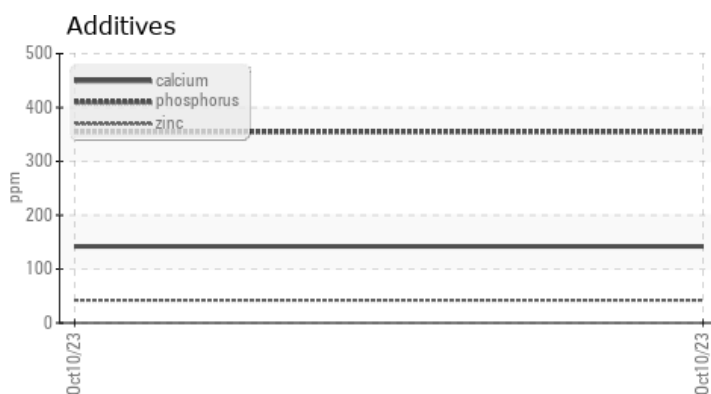 Additives
500
400
300
200
100
0
ppm
calcium
phosphorus
zinc
Oct10/23
Oct10/23